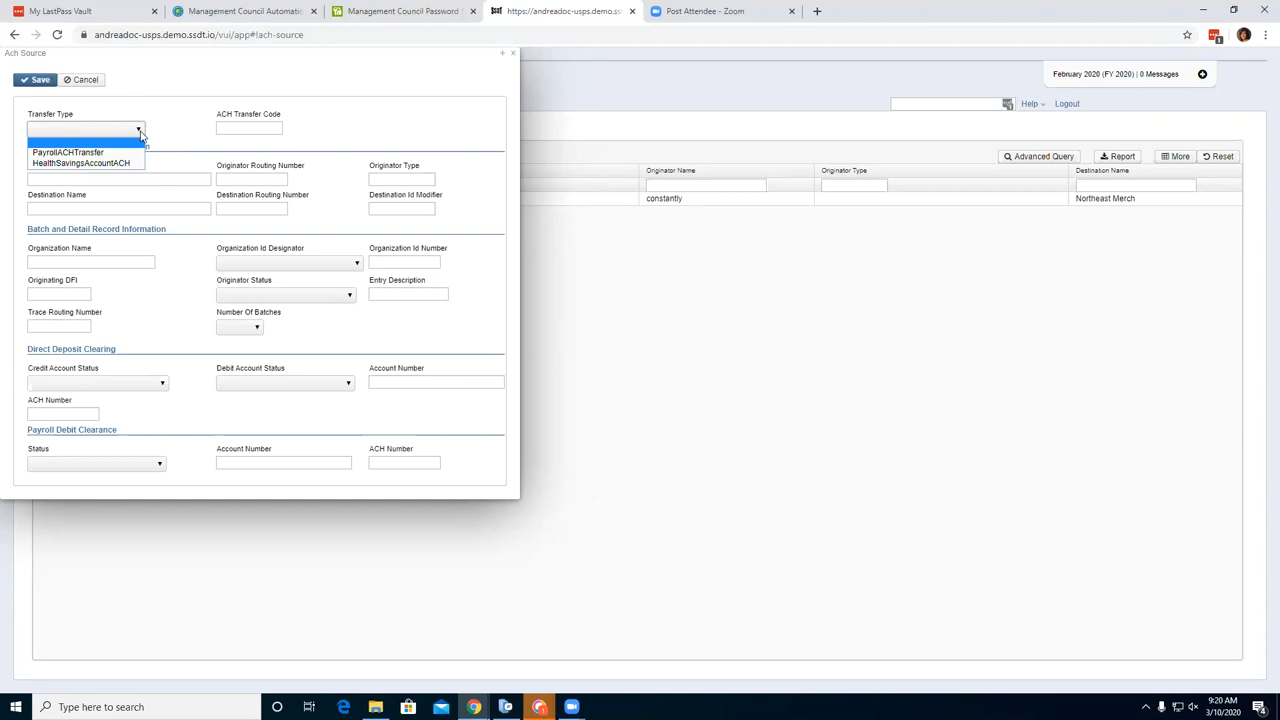 My LastPass Vault
Management Council Automatio
Management Council Password
https://andreadoc-usps.demo.ssdt
Post Attendee - Zoom
andreadoc-usps.demo.ssdt.io/vui/app#!ach-source
1
Ach Source
February 2020 (FY 2020) | 0 Messages
Save
Cancel
Help
Logout
Transfer Type
ACH Transfer Code
PayrollACHTransfer
HealthSavingsAccountACH
n
Originator Routing Number
Originator Type
Destination Name
Destination Routing Number
Destination Id Modifier
Advanced Query
Report
More
Reset
Originator Name
Originator Type
Destination Name
constantly
Northeast Merch
Batch and Detail Record Information
Organization Name
Organization Id Designator
Organization Id Number
Originating DFI
Originator Status
Entry Description
Trace Routing Number
Number Of Batches
Direct Deposit Clearing
Credit Account Status
Debit Account Status
Account Number
ACH Number
Payroll Debit Clearance
Status
Account Number
ACH Number
Type here to search
9:20 AM
3/10/2020
4